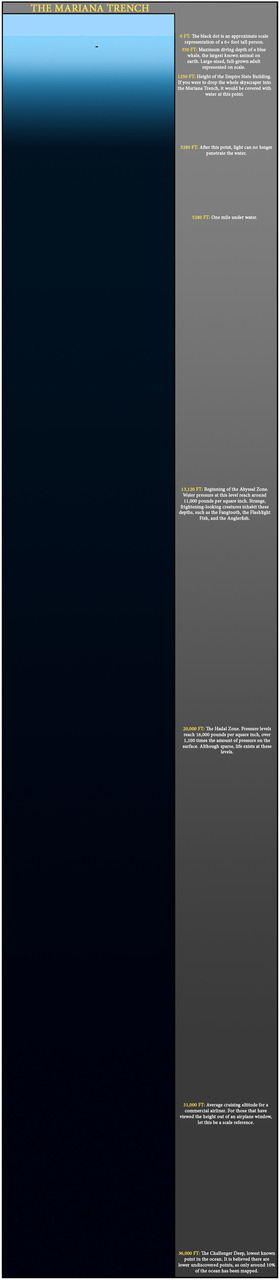 THE MARIANA TRENCH
6 FT: The black dot is an approximate scale
representation of a 6+ foot tall person.
350 FT: Maximum diving depth of a blue
whale, the largest known animal on
earth. Large-sized, full-grown adult
represented on scale.
1250 FT: Height of the Empire State Building.
If you were to drop the whole skyscraper into
the Mariana Trench, it would be covered with
water at this point.
3280 FT: After this point, light can no longer
penetrate the water.
5280 FT: One mile under water.
13,120 FT: Beginning of the Abyssal Zone.
Water pressure at this level reach around
11,000 pounds per square inch. Strange,
frightening-looking creatures inhabit these
depths, such as the Fangtooth, the Flashlight
Fish, and the Anglerfish.
20,000 FT: The Hadal Zone. Pressure levels
reach 16,000 pounds per square inch, over
1,100 times the amount of pressure on the
surface. Although sparse, life exists at these
levels.
31,000 FT: Average cruising altitude for a
commercial airliner. For those that have
viewed the height out of an airplane window,
let this be a scale reference.
36,000 FT: The Challenger Deep, lowest known
point in the ocean. It is believed there are
lower undiscovered points, as only around 10%
of the ocean has been mapped.